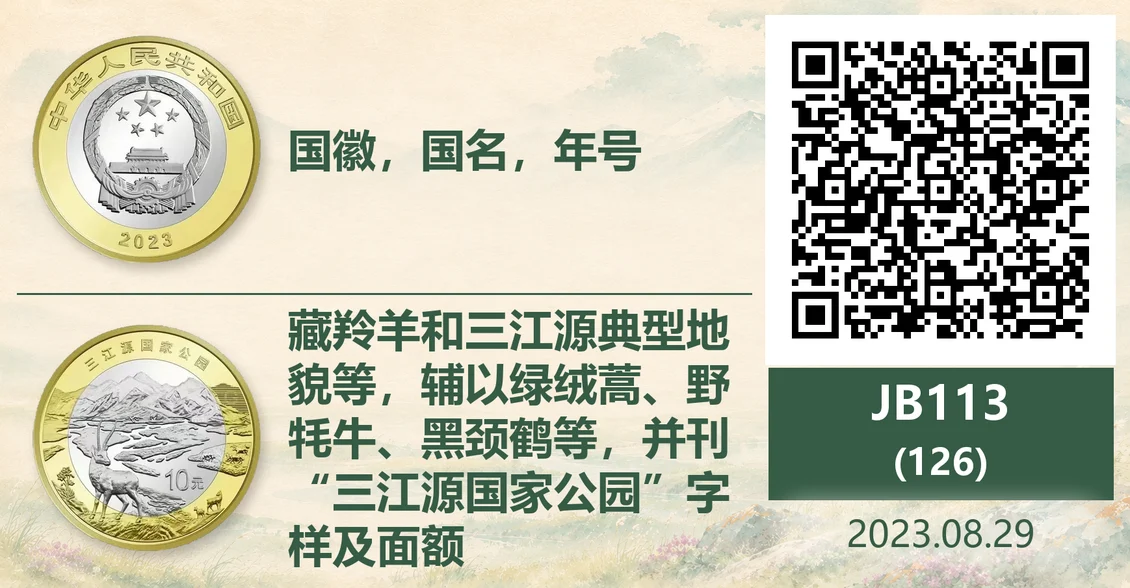 中华人民共和国
2023
国徽，国名，年号
三江源国家公园
10元
藏羚羊和三江源典型地
貌等，辅以绿绒蒿、野
牦牛、黑颈鹤等，并刊
“三江源国家公园”字
样及面额
JB113
(126)
2023.08.29